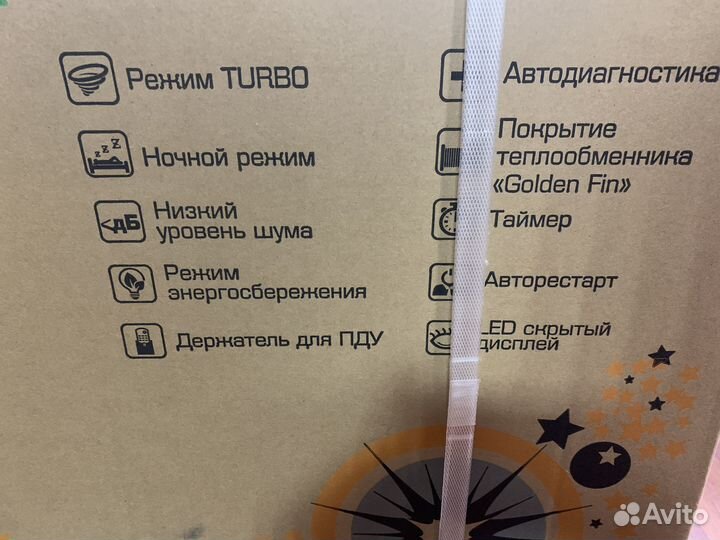 Режим TURBO
Ночной режим
<дБ
Низкий
уровень шума
Режим
энергосбережения
Держатель для ПДУ
Автодиагностика
Покрытие
теплообменника
«Golden Fin»
Таймер
Авторестарт
LED скрытый
дисплей
z z Z
Avito